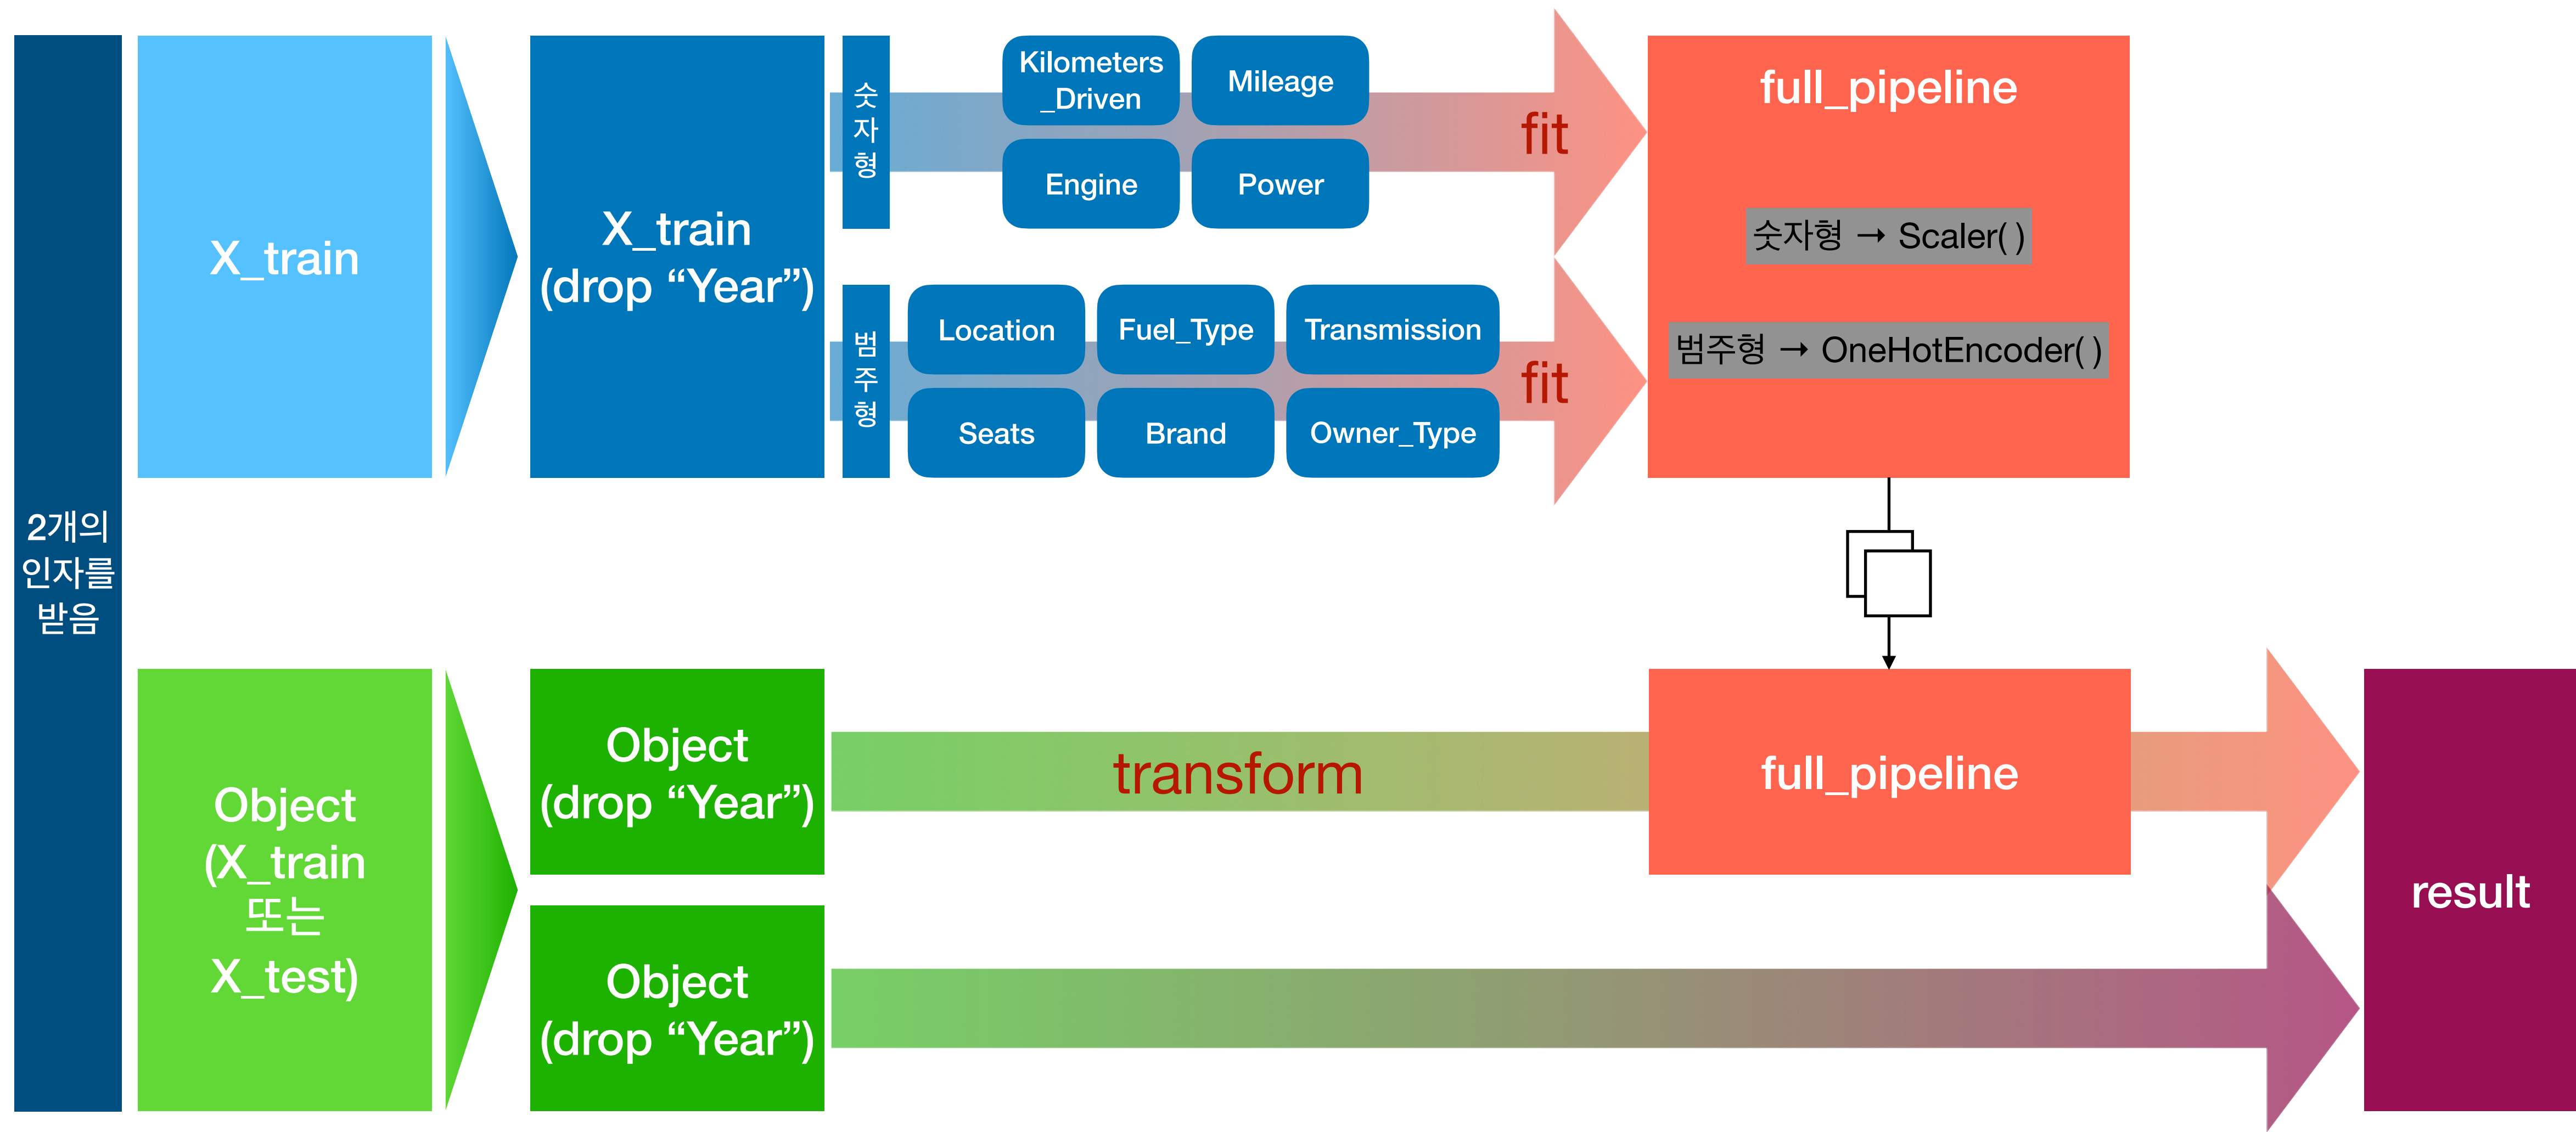 2개의
인자를
받음
X_train
X_train
(drop “Year”)
숫
자
형
Kilometers
_Driven
Mileage
Engine
Power
fit
범
주
형
Location
Fuel_Type
Transmission
Seats
Brand
Owner_Type
fit
full_pipeline
숫자형 → Scaler( )
범주형 → OneHotEncoder( )
Object
(X_train
또는
X_test)
Object
(drop “Year”)
transform
full_pipeline
Object
(drop “Year”)
result